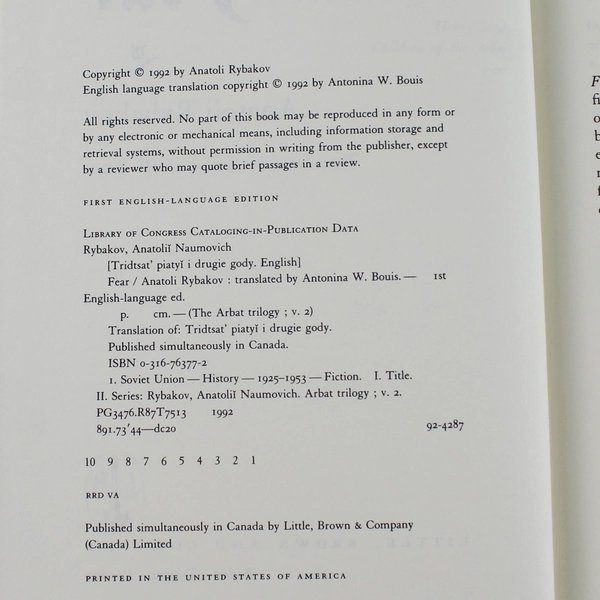 Copyright © 1992 by Anatoli Rybakov
English language translation copyright © 1992 by Antonina W. Bouis
All rights reserved. No part of this book may be reproduced in any form or
by any electronic or mechanical means, including information storage and
retrieval systems, without permission in writing from the publisher, except
by a reviewer who may quote brief passages in a review.
FIRST ENGLISH-LANGUAGE EDITION
Library of Congress Cataloging-in-Publication Data
Rybakov, Anatoliĭ Naumovich
[Tridtsat' piatyĭ i drugie gody. English]
Fear / Anatoli Rybakov : translated by Antonina W. Bouis. — 1st
English-language ed.
p. cm. — (The Arbat trilogy ; v. 2)
Translation of: Tridtsat' piatyĭ i drugie gody.
Published simultaneously in Canada.
ISBN 0-316-76377-2
1. Soviet Union — History — 1925–1953 — Fiction. I. Title.
II. Series: Rybakov, Anatoliĭ Naumovich. Arbat trilogy ; v. 2.
PG3476.R87T7513 1992
891.73'44—dc20 92-4287
10 9 8 7 6 5 4 3 2 1
RRD VA
Published simultaneously in Canada by Little, Brown & Company
(Canada) Limited
PRINTED IN THE UNITED STATES OF AMERICA